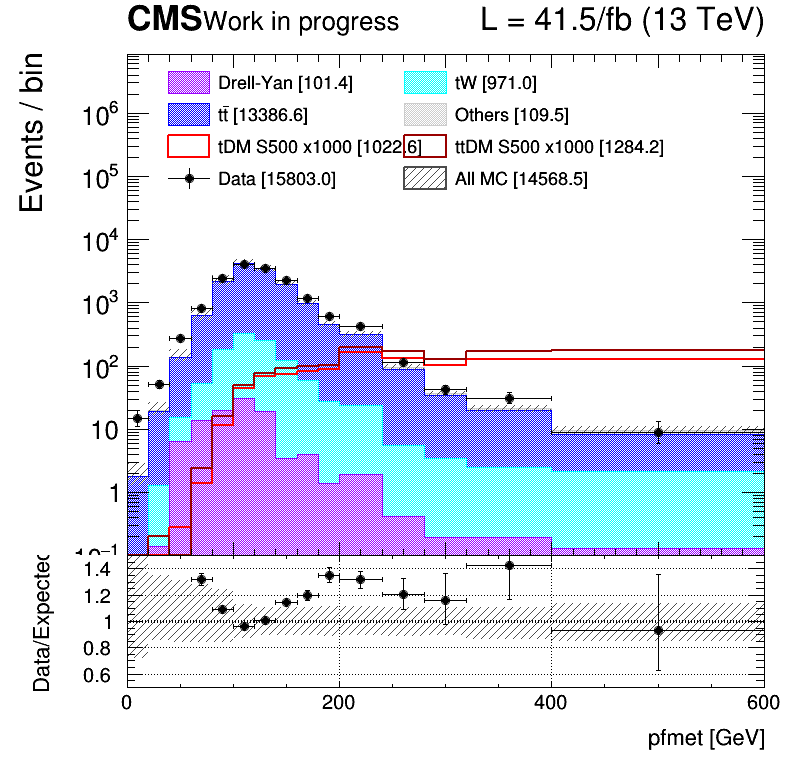 CMS Work in progress L = 41.5/fb (13 TeV)
Events / bin
Drell-Yan [101.4] tW [971.0]
tt̄ [13386.6] Others [109.5]
tDM S500 x1000 [1022.6] ttDM S500 x1000 [1284.2]
Data [15803.0] All MC [14568.5]
10⁶
10⁵
10⁴
10³
10²
10
1
10⁻¹
Data/Expected
1.4
1.2
1
0.8
0.6
0 200 400 600
pfmet [GeV]